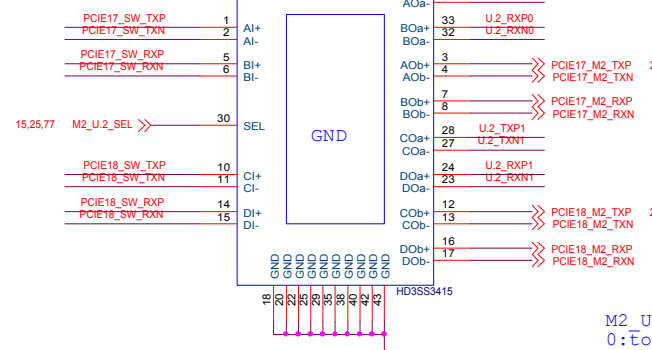 AOa-
PCIE17_SW_TXP 1 AI+ BOa+ 33 U.2_RXP0
PCIE17_SW_TXN 2 AI- BOa- 32 U.2_RXN0
PCIE17_SW_RXP 5 BI+ AOb+ 3 PCIE17_M2_TXP 2
PCIE17_SW_RXN 6 BI- AOb- 4 PCIE17_M2_TXN
BOb+ 7 PCIE17_M2_RXP
BOb- 8 PCIE17_M2_RXN
15,25,77 M2_U.2_SEL 30 SEL
GND
COa+ 28 U.2_TXP1
COa- 27 U.2_TXN1
PCIE18_SW_TXP 10 CI+ DOa+ 24 U.2_RXP1
PCIE18_SW_TXN 11 CI- DOa- 23 U.2_RXN1
PCIE18_SW_RXP 14 DI+ COb+ 12 PCIE18_M2_TXP 2
PCIE18_SW_RXN 15 DI- COb- 13 PCIE18_M2_TXN
DOb+ 16 PCIE18_M2_RXP
DOb- 17 PCIE18_M2_RXN
GND GND GND GND GND GND GND GND GND GND
HD3SS3415
18 20 22 25 29 35 38 40 42 43
M2_U
0:to